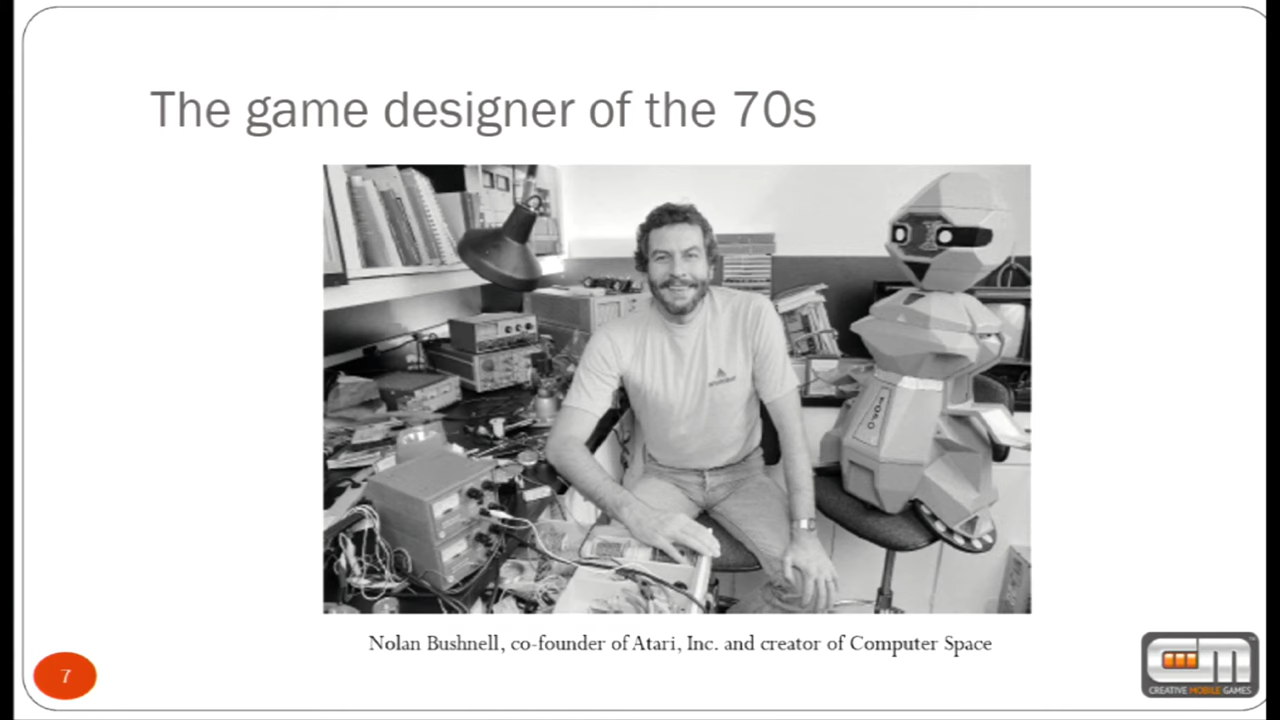 The game designer of the 70s
TOPO
Nolan Bushnell, co-founder of Atari, Inc. and creator of Computer Space
7
CREATIVE MOBILE GAMES